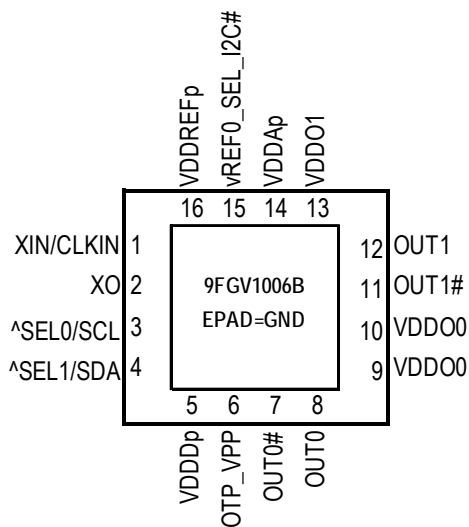 VDDREFp
vREF0_SEL_I2C#
VDDAp
VDDO1
16 15 14 13
XIN/CLKIN 1
XO 2
^SEL0/SCL 3
^SEL1/SDA 4
9FGV1006B
EPAD=GND
12 OUT1
11 OUT1#
10 VDDO0
9 VDDO0
5 6 7 8
VDDDp
OTP_VPP
OUT0#
OUT0